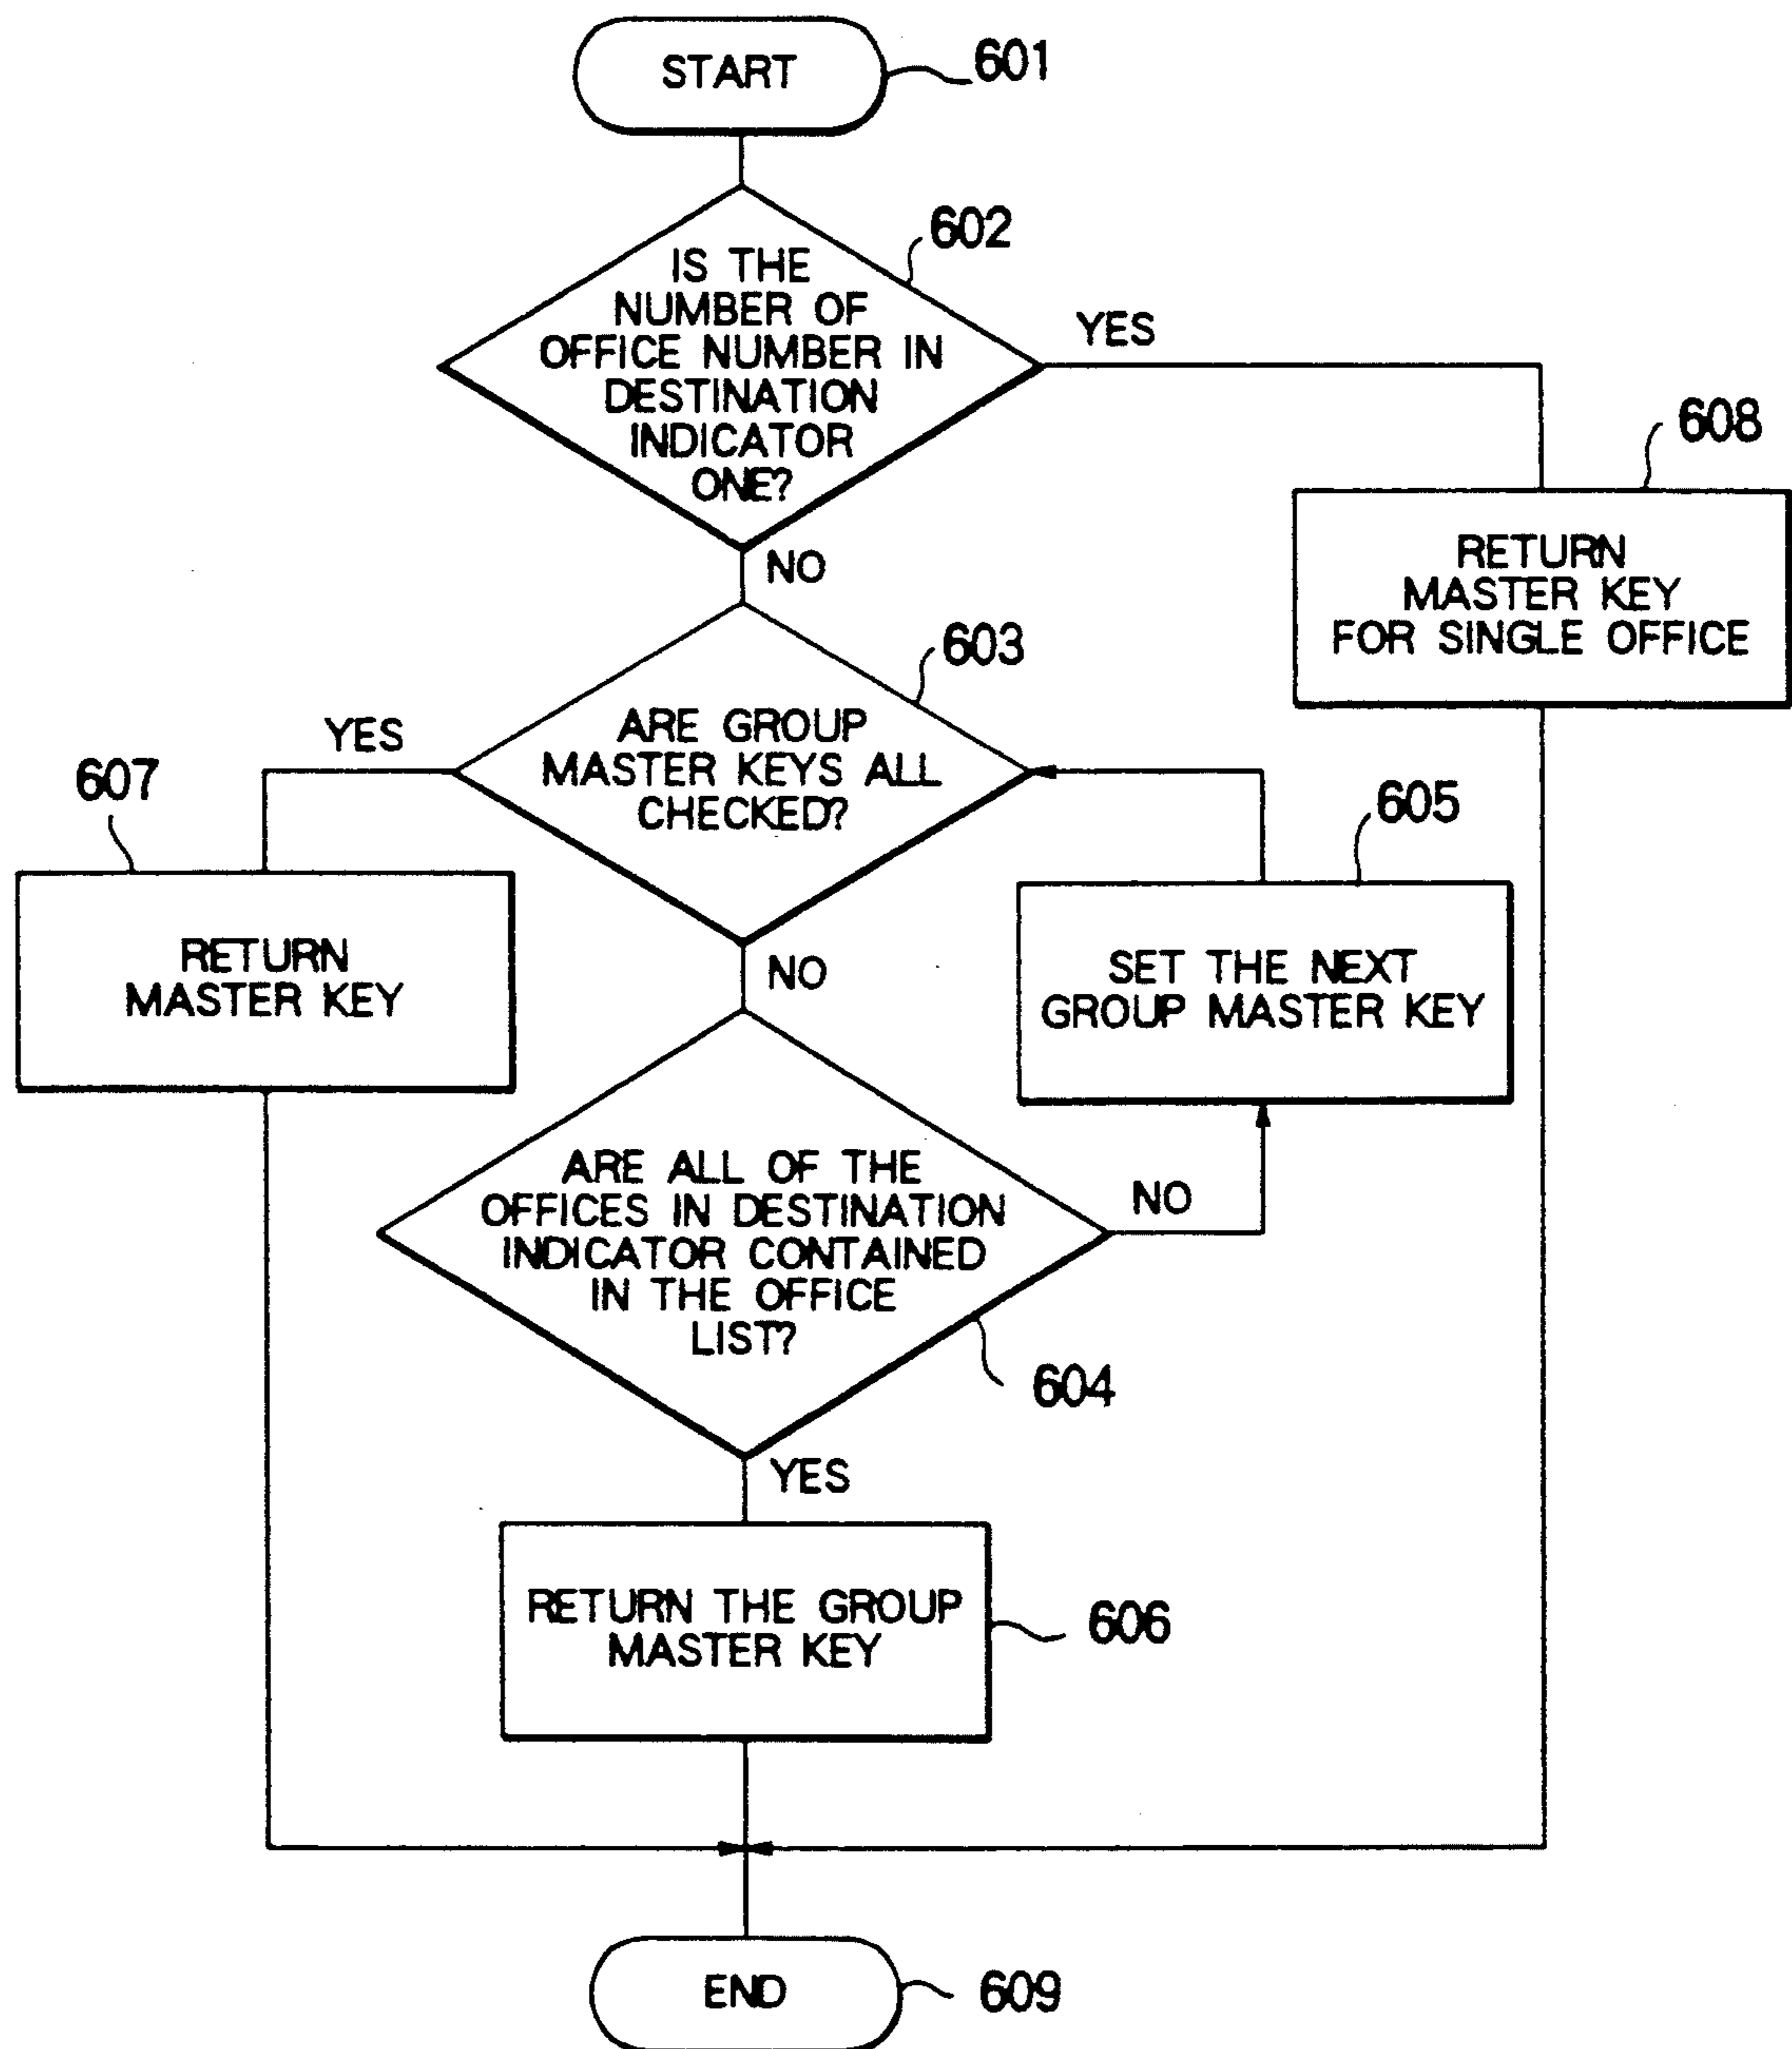 START
601
IS THE
NUMBER OF
OFFICE NUMBER IN
DESTINATION
INDICATOR
ONE?
602
YES
NO
608
RETURN
MASTER KEY
FOR SINGLE OFFICE
603
ARE GROUP
MASTER KEYS ALL
CHECKED?
YES
NO
607
RETURN
MASTER KEY
605
SET THE NEXT
GROUP MASTER KEY
ARE ALL OF THE
OFFICES IN DESTINATION
INDICATOR CONTAINED
IN THE OFFICE
LIST?
NO
604
YES
RETURN THE GROUP
MASTER KEY
606
END
609